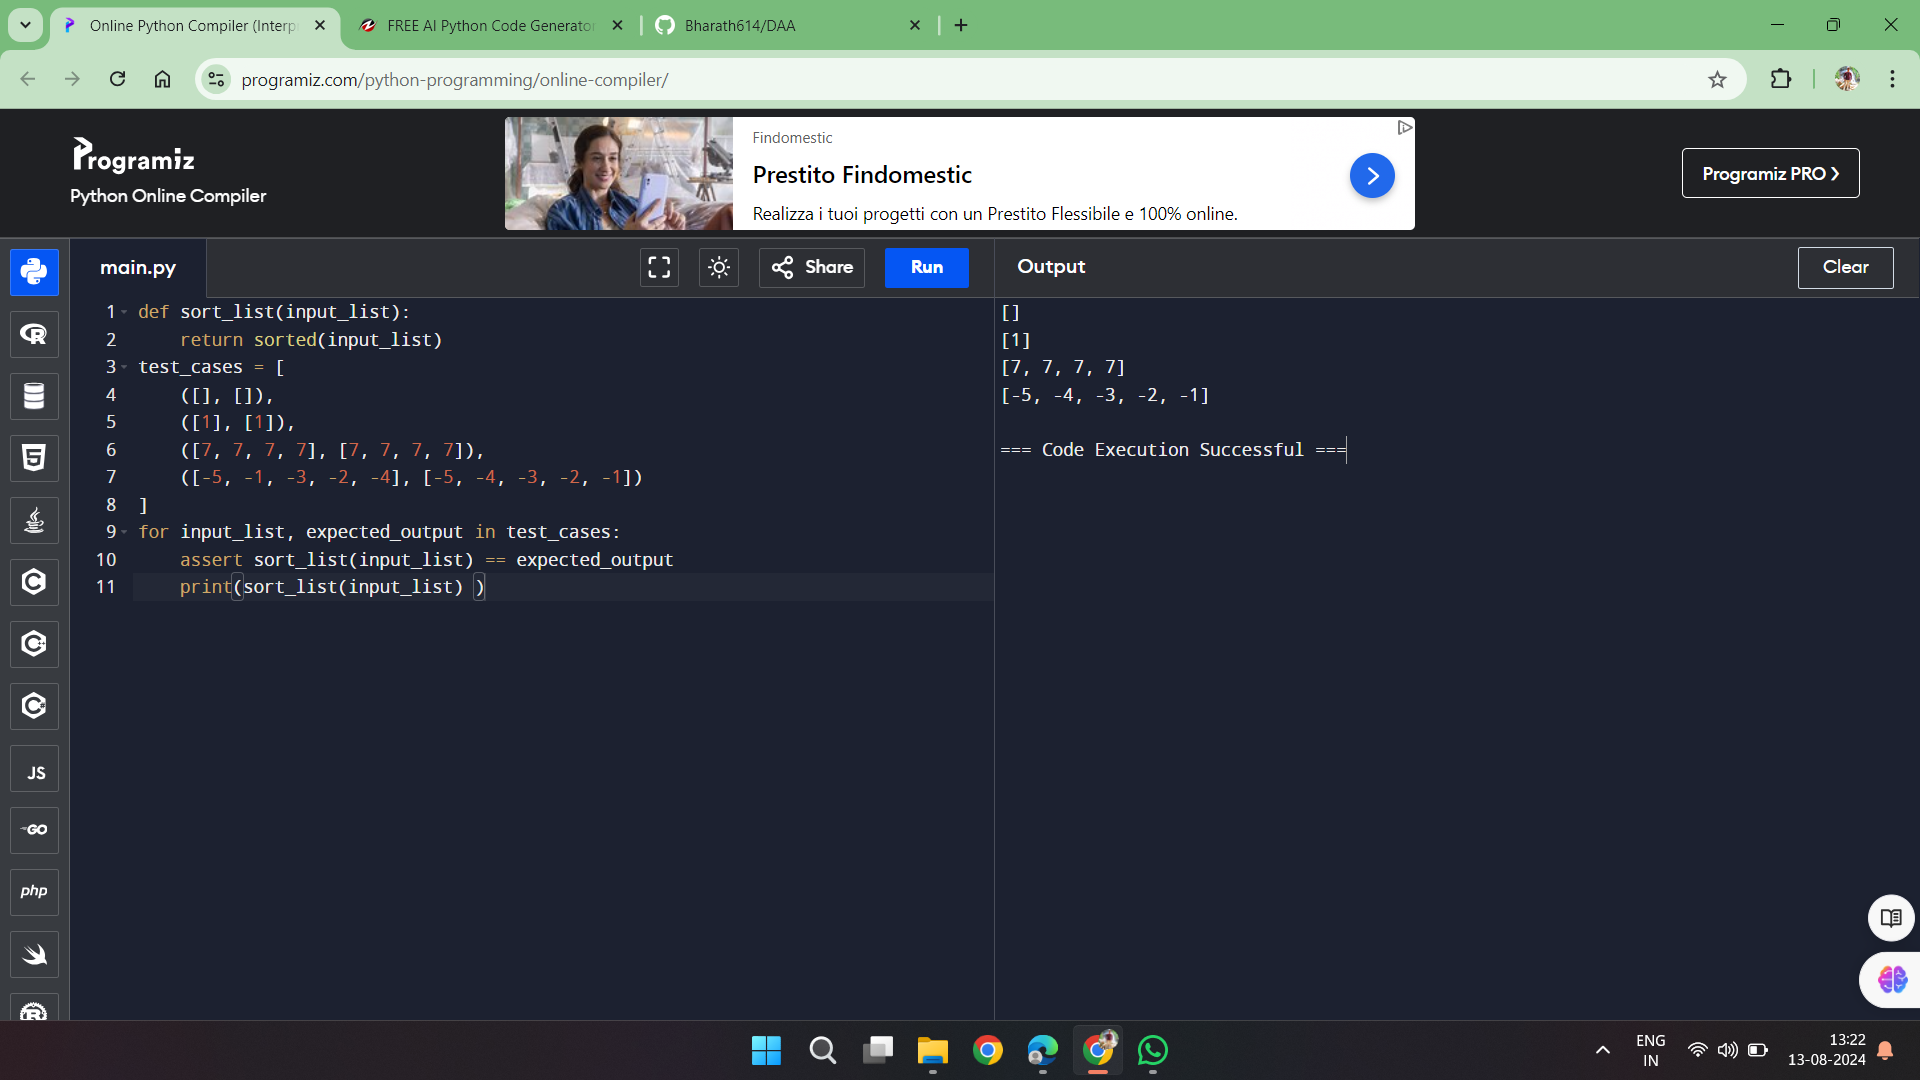 Online Python Compiler (Interp
FREE AI Python Code Generator
Bharath614/DAA
programiz.com/python-programming/online-compiler/
Programiz
Python Online Compiler
Findomestic
Prestito Findomestic
Realizza i tuoi progetti con un Prestito Flessibile e 100% online.
Programiz PRO ❯
main.py
Share
Run
Output
Clear
1 def sort_list(input_list):
2     return sorted(input_list)
3 test_cases = [
4     ([], []),
5     ([1], [1]),
6     ([7, 7, 7, 7], [7, 7, 7, 7]),
7     ([-5, -1, -3, -2, -4], [-5, -4, -3, -2, -1])
8 ]
9 for input_list, expected_output in test_cases:
10     assert sort_list(input_list) == expected_output
11     print(sort_list(input_list) )
[]
[1]
[7, 7, 7, 7]
[-5, -4, -3, -2, -1]
=== Code Execution Successful ===
R
5
C
C
C
JS
GO
php
R
ENG
IN
13:22
13-08-2024